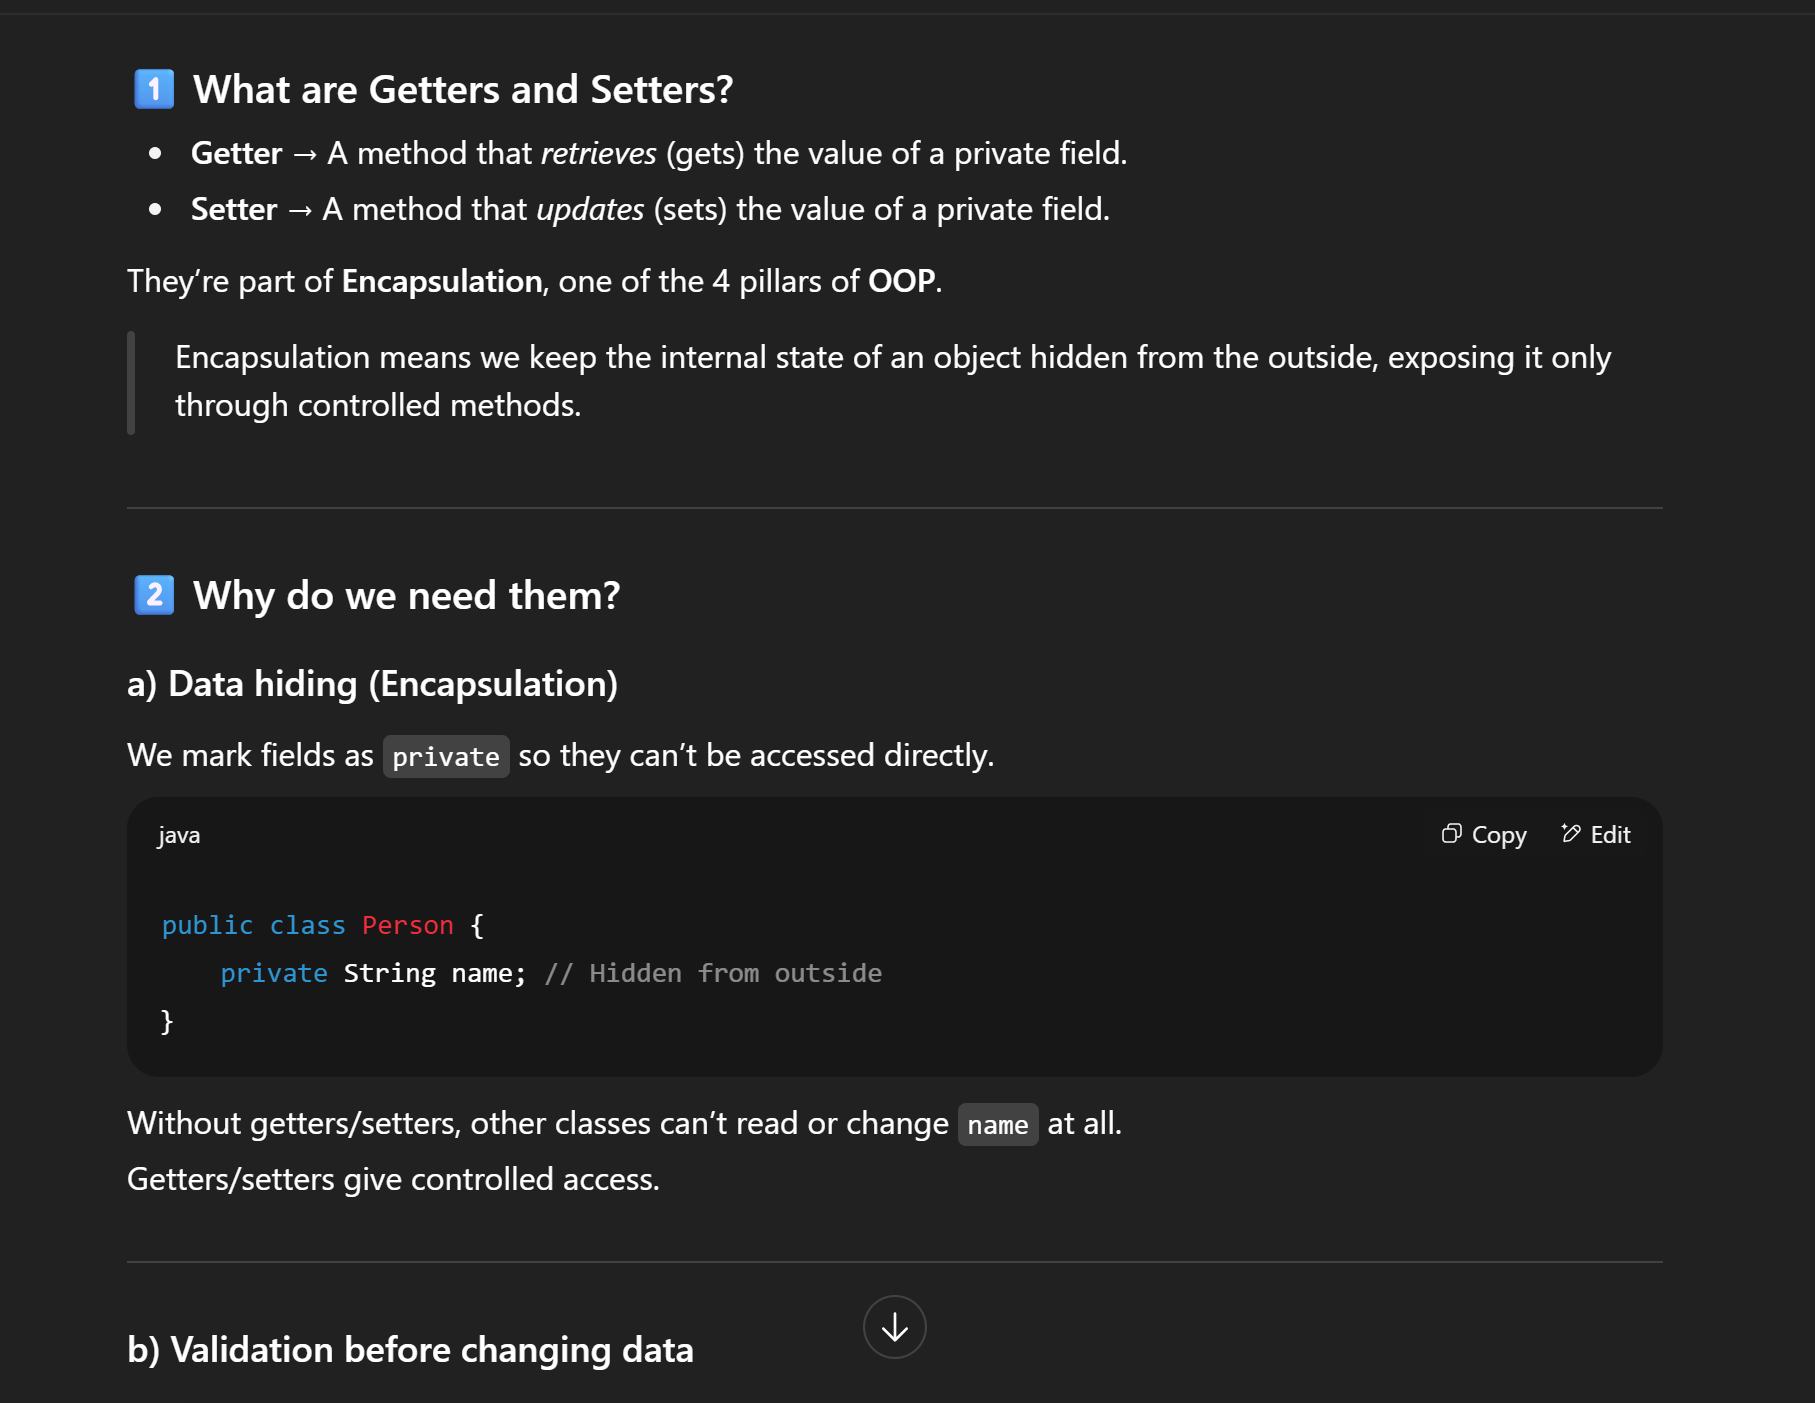 1 What are Getters and Setters?
• Getter → A method that retrieves (gets) the value of a private field.
• Setter → A method that updates (sets) the value of a private field.
They’re part of Encapsulation, one of the 4 pillars of OOP.
Encapsulation means we keep the internal state of an object hidden from the outside, exposing it only
through controlled methods.
2 Why do we need them?
a) Data hiding (Encapsulation)
We mark fields as private so they can’t be accessed directly.
java
Copy Edit
public class Person {
    private String name; // Hidden from outside
}
Without getters/setters, other classes can’t read or change name at all.
Getters/setters give controlled access.
b) Validation before changing data